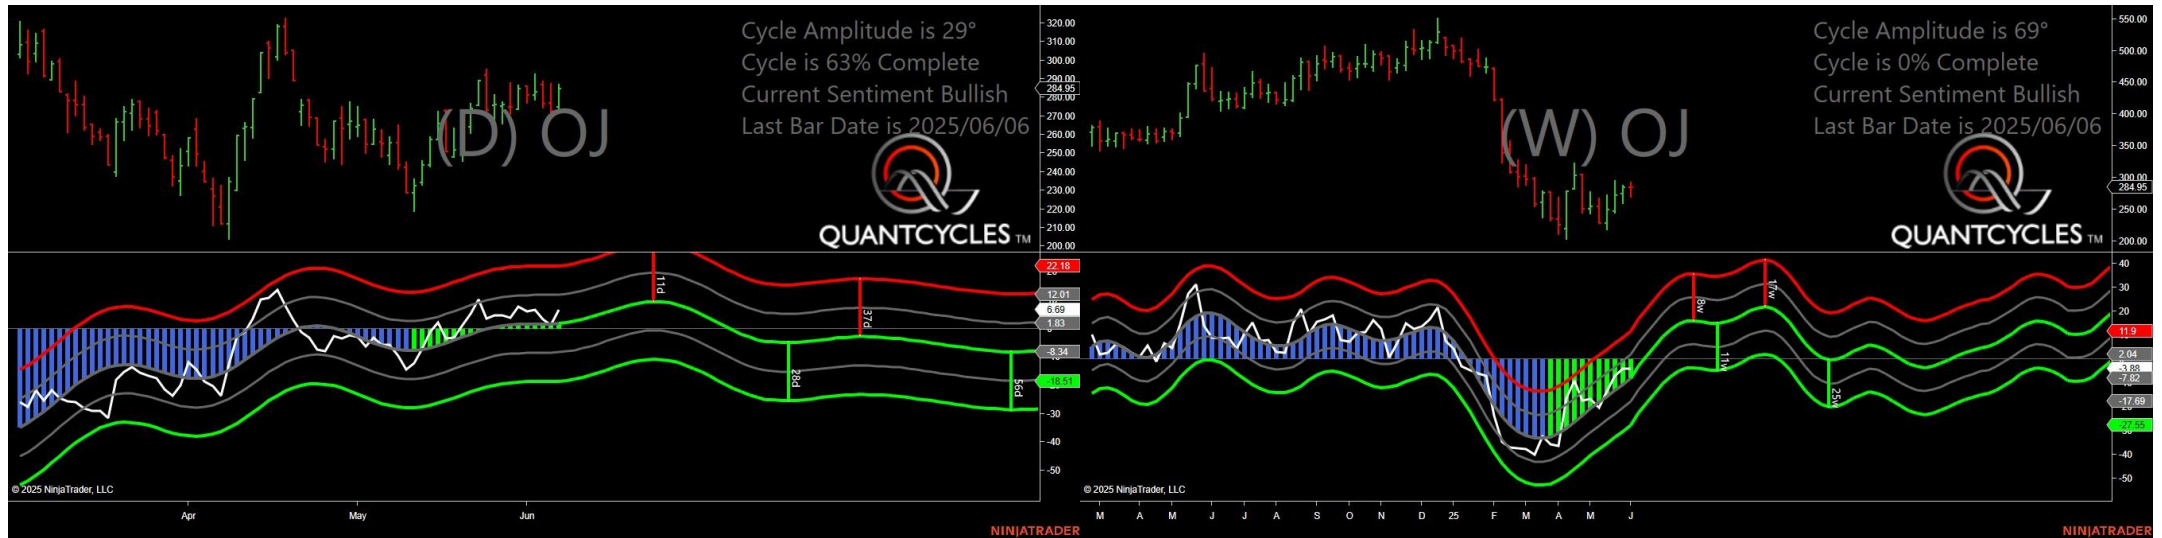 Cycle Amplitude is 29°
Cycle is 63% Complete
Current Sentiment Bullish
Last Bar Date is 2025/06/06
(D) OJ
QUANTCYCLES TM
320.00
310.00
300.00
290.00
284.95
280.00
270.00
260.00
250.00
240.00
230.00
220.00
210.00
200.00
22.18
12.01
6.69
1.83
-8.34
-18.51
-30
-40
-50
11d
28d
37d
56d
© 2025 NinjaTrader, LLC
Apr May Jun
NINJATRADER
Cycle Amplitude is 69°
Cycle is 0% Complete
Current Sentiment Bullish
Last Bar Date is 2025/06/06
(W) OJ
QUANTCYCLES TM
550.00
500.00
450.00
400.00
350.00
300.00
284.95
250.00
200.00
40
30
20
11.9
2.04
-3.88
-7.82
-17.69
-27.55
-40
-50
8w
11w
17w
25w
© 2025 NinjaTrader, LLC
M A M J J A S O N D 25 F M A M J
NINJATRADER